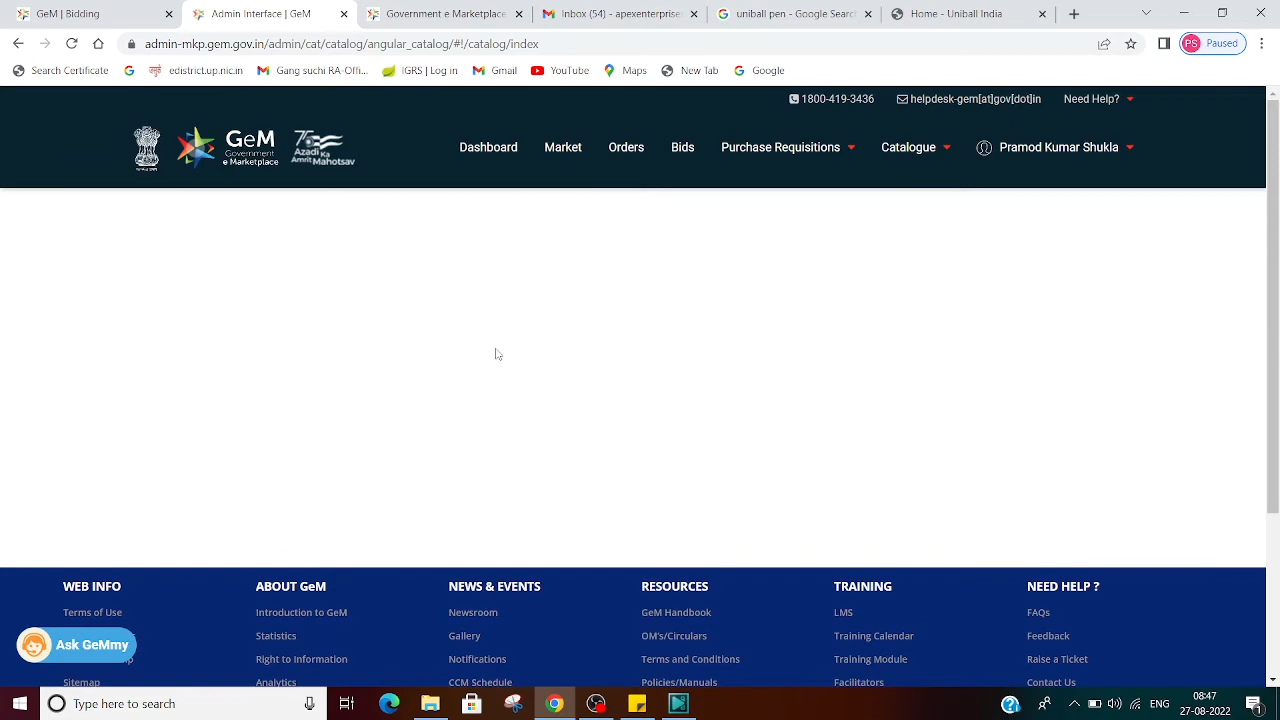 GeM | Bidding
Admin Interface | GeM
Government e Marketplace
Inbox (54) - apexenterprise
uniball pen - Google Search
Home - Uniball India
admin-mkp.gem.gov.in/admin/cat/catalog/angular_catalog/#!/catalog/index
PS Paused
Search Certificate
edistrict.up.nic.in
Gang suchi RA-Offi...
IGRS | Log in
Gmail
YouTube
Maps
New Tab
Google
1800-419-3436
helpdesk-gem[at]gov[dot]in
Need Help?
GeM
Government
e Marketplace
75
Azadi Ka
Amrit Mahotsav
Dashboard
Market
Orders
Bids
Purchase Requisitions
Catalogue
Pramod Kumar Shukla
WEB INFO
ABOUT GeM
NEWS & EVENTS
RESOURCES
TRAINING
NEED HELP ?
Terms of Use
Introduction to GeM
Newsroom
GeM Handbook
LMS
FAQs
Statistics
Gallery
OM's/Circulars
Training Calendar
Feedback
Ask GeMmy
Right to Information
Notifications
Terms and Conditions
Training Module
Raise a Ticket
Sitemap
Analytics
CCM Schedule
Policies/Manuals
Facilitators
Contact Us
Type here to search
ENG
08:47
27-08-2022